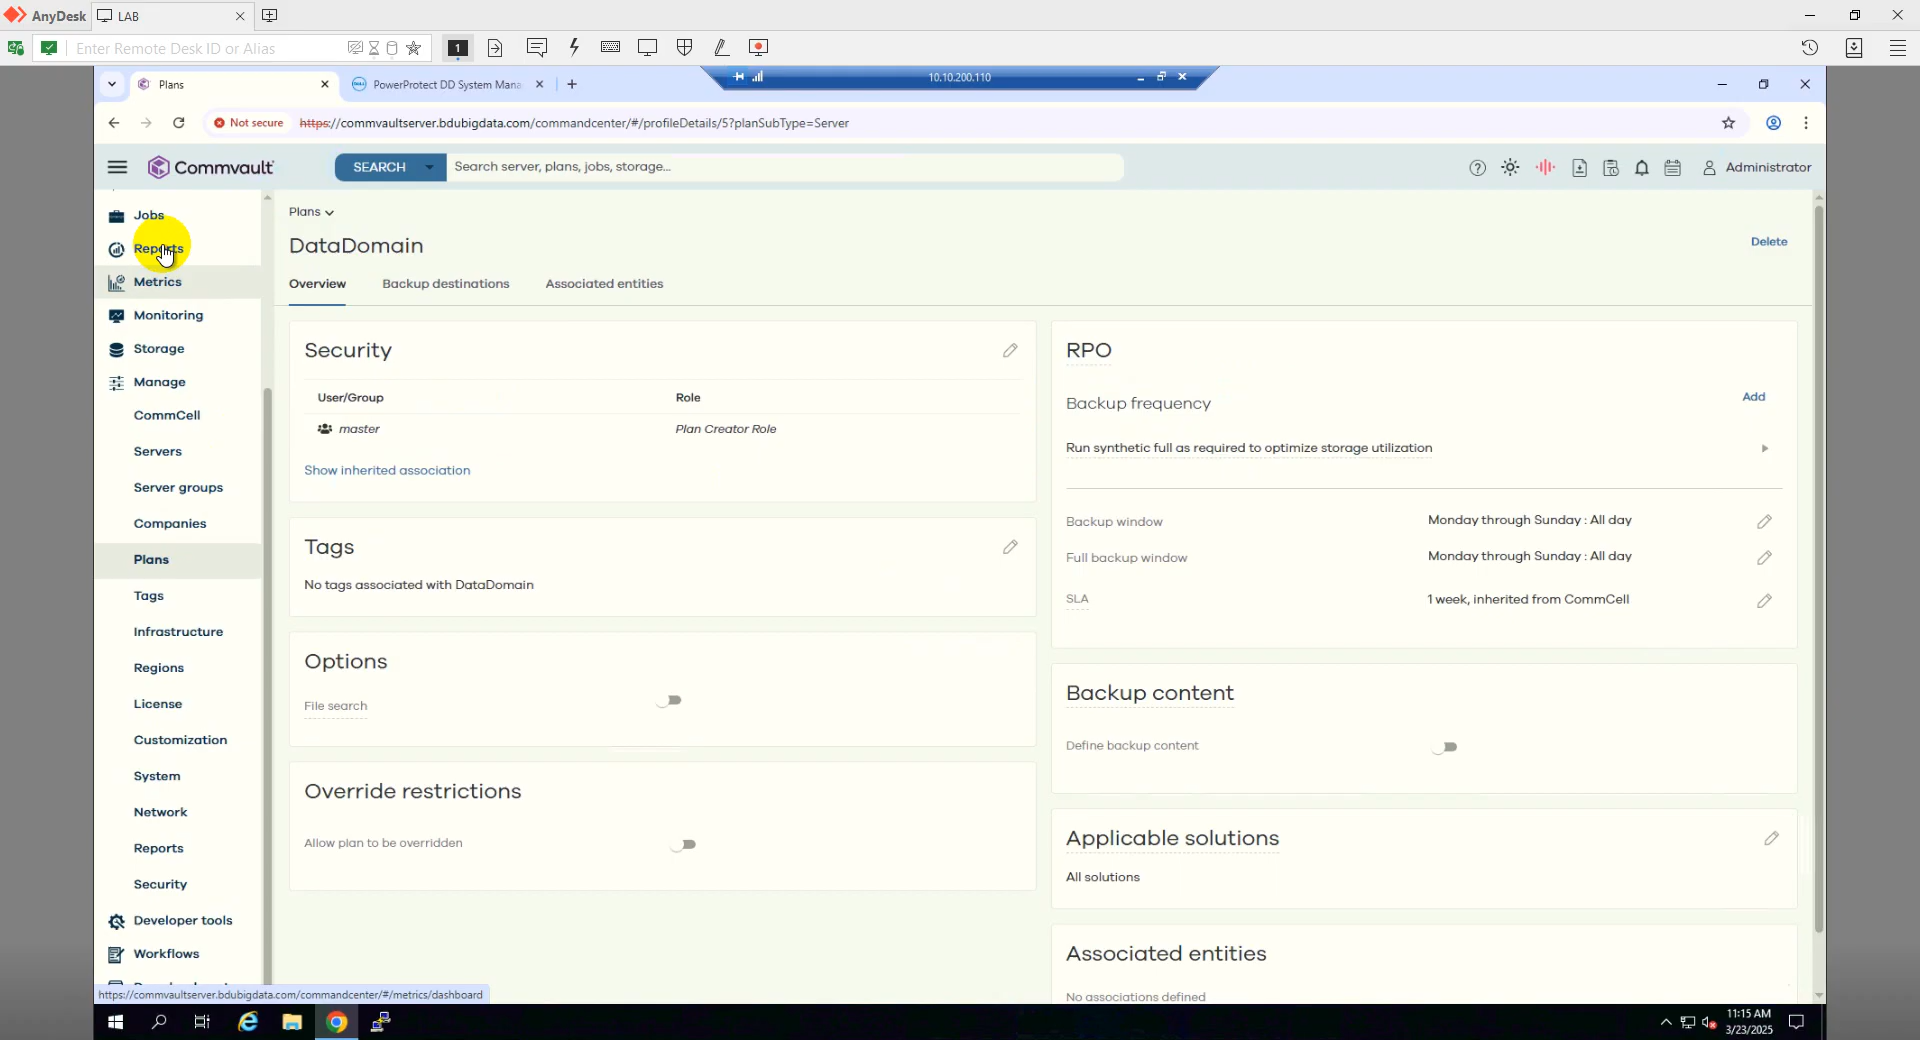 AnyDesk
LAB
Enter Remote Desk ID or Alias
1
Plans
PowerProtect DD System Mana
10.10.200.110
Not secure
https://commvaultserver.bdubigdata.com/commandcenter/#/profileDetails/5?planSubType=Server
Commvault
SEARCH
Search server, plans, jobs, storage...
Administrator
Jobs
Reports
Metrics
Monitoring
Storage
Manage
CommCell
Servers
Server groups
Companies
Plans
Tags
Infrastructure
Regions
License
Customization
System
Network
Reports
Security
Developer tools
Workflows
Plans
DataDomain
Delete
Overview
Backup destinations
Associated entities
Security
User/Group
Role
master
Plan Creator Role
Show inherited association
Tags
No tags associated with DataDomain
Options
File search
Override restrictions
Allow plan to be overridden
RPO
Backup frequency
Add
Run synthetic full as required to optimize storage utilization
Backup window
Monday through Sunday : All day
Full backup window
Monday through Sunday : All day
SLA
1 week, inherited from CommCell
Backup content
Define backup content
Applicable solutions
All solutions
Associated entities
No associations defined
https://commvaultserver.bdubigdata.com/commandcenter/#/metrics/dashboard
11:15 AM
3/23/2025